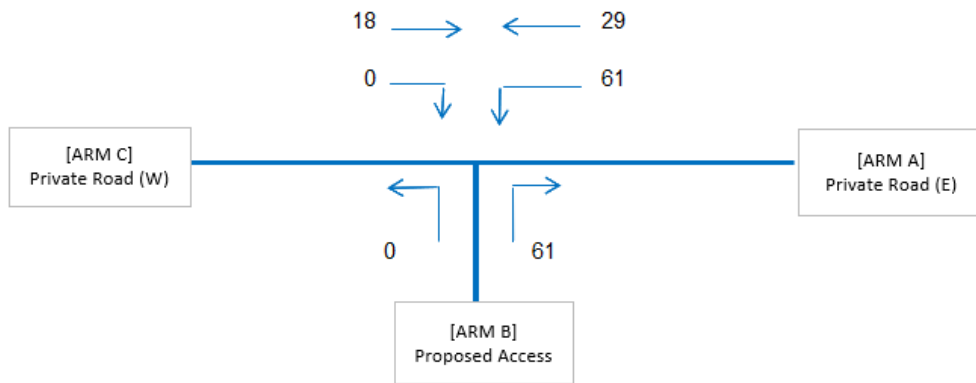 18
29
0
61
[ARM C]
Private Road (W)
[ARM A]
Private Road (E)
0
61
[ARM B]
Proposed Access